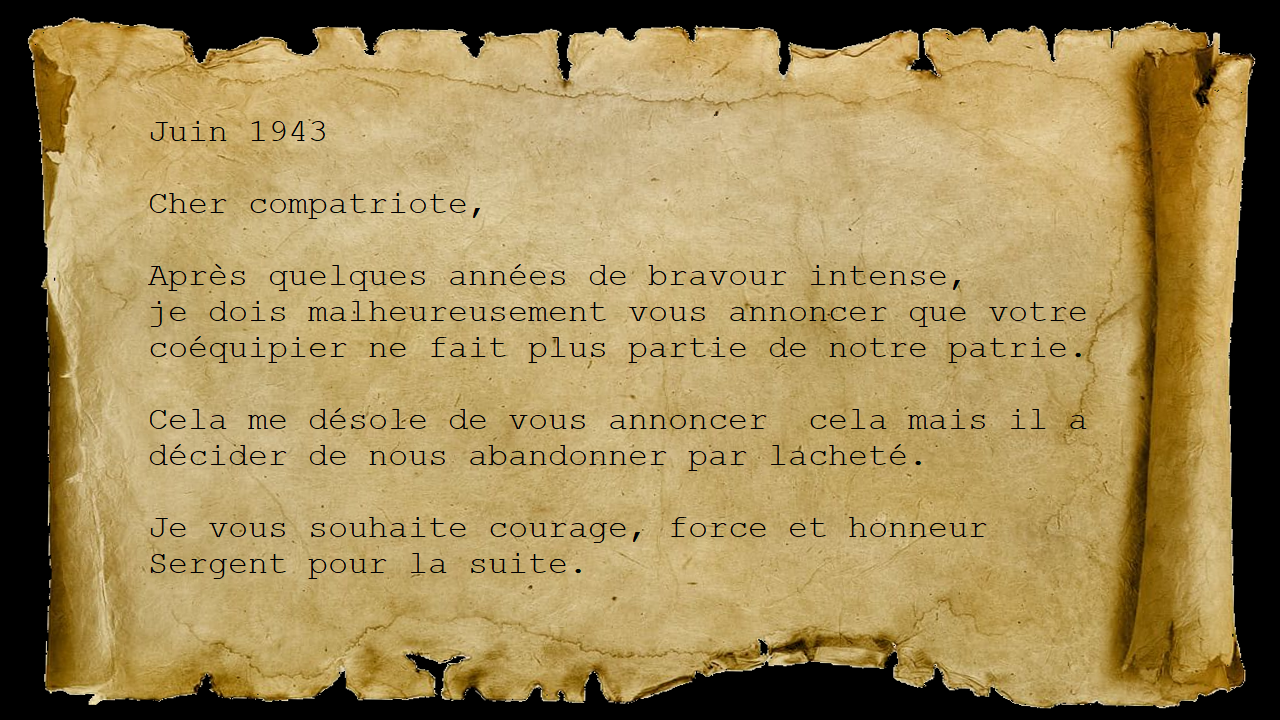 Juin 1943
Cher compatriote,
Après quelques années de bravour intense,
je dois malheureusement vous annoncer que votre
coéquipier ne fait plus partie de notre patrie.
Cela me désole de vous annoncer  cela mais il a
décider de nous abandonner par lâcheté.
Je vous souhaite courage, force et honneur
Sergent pour la suite.